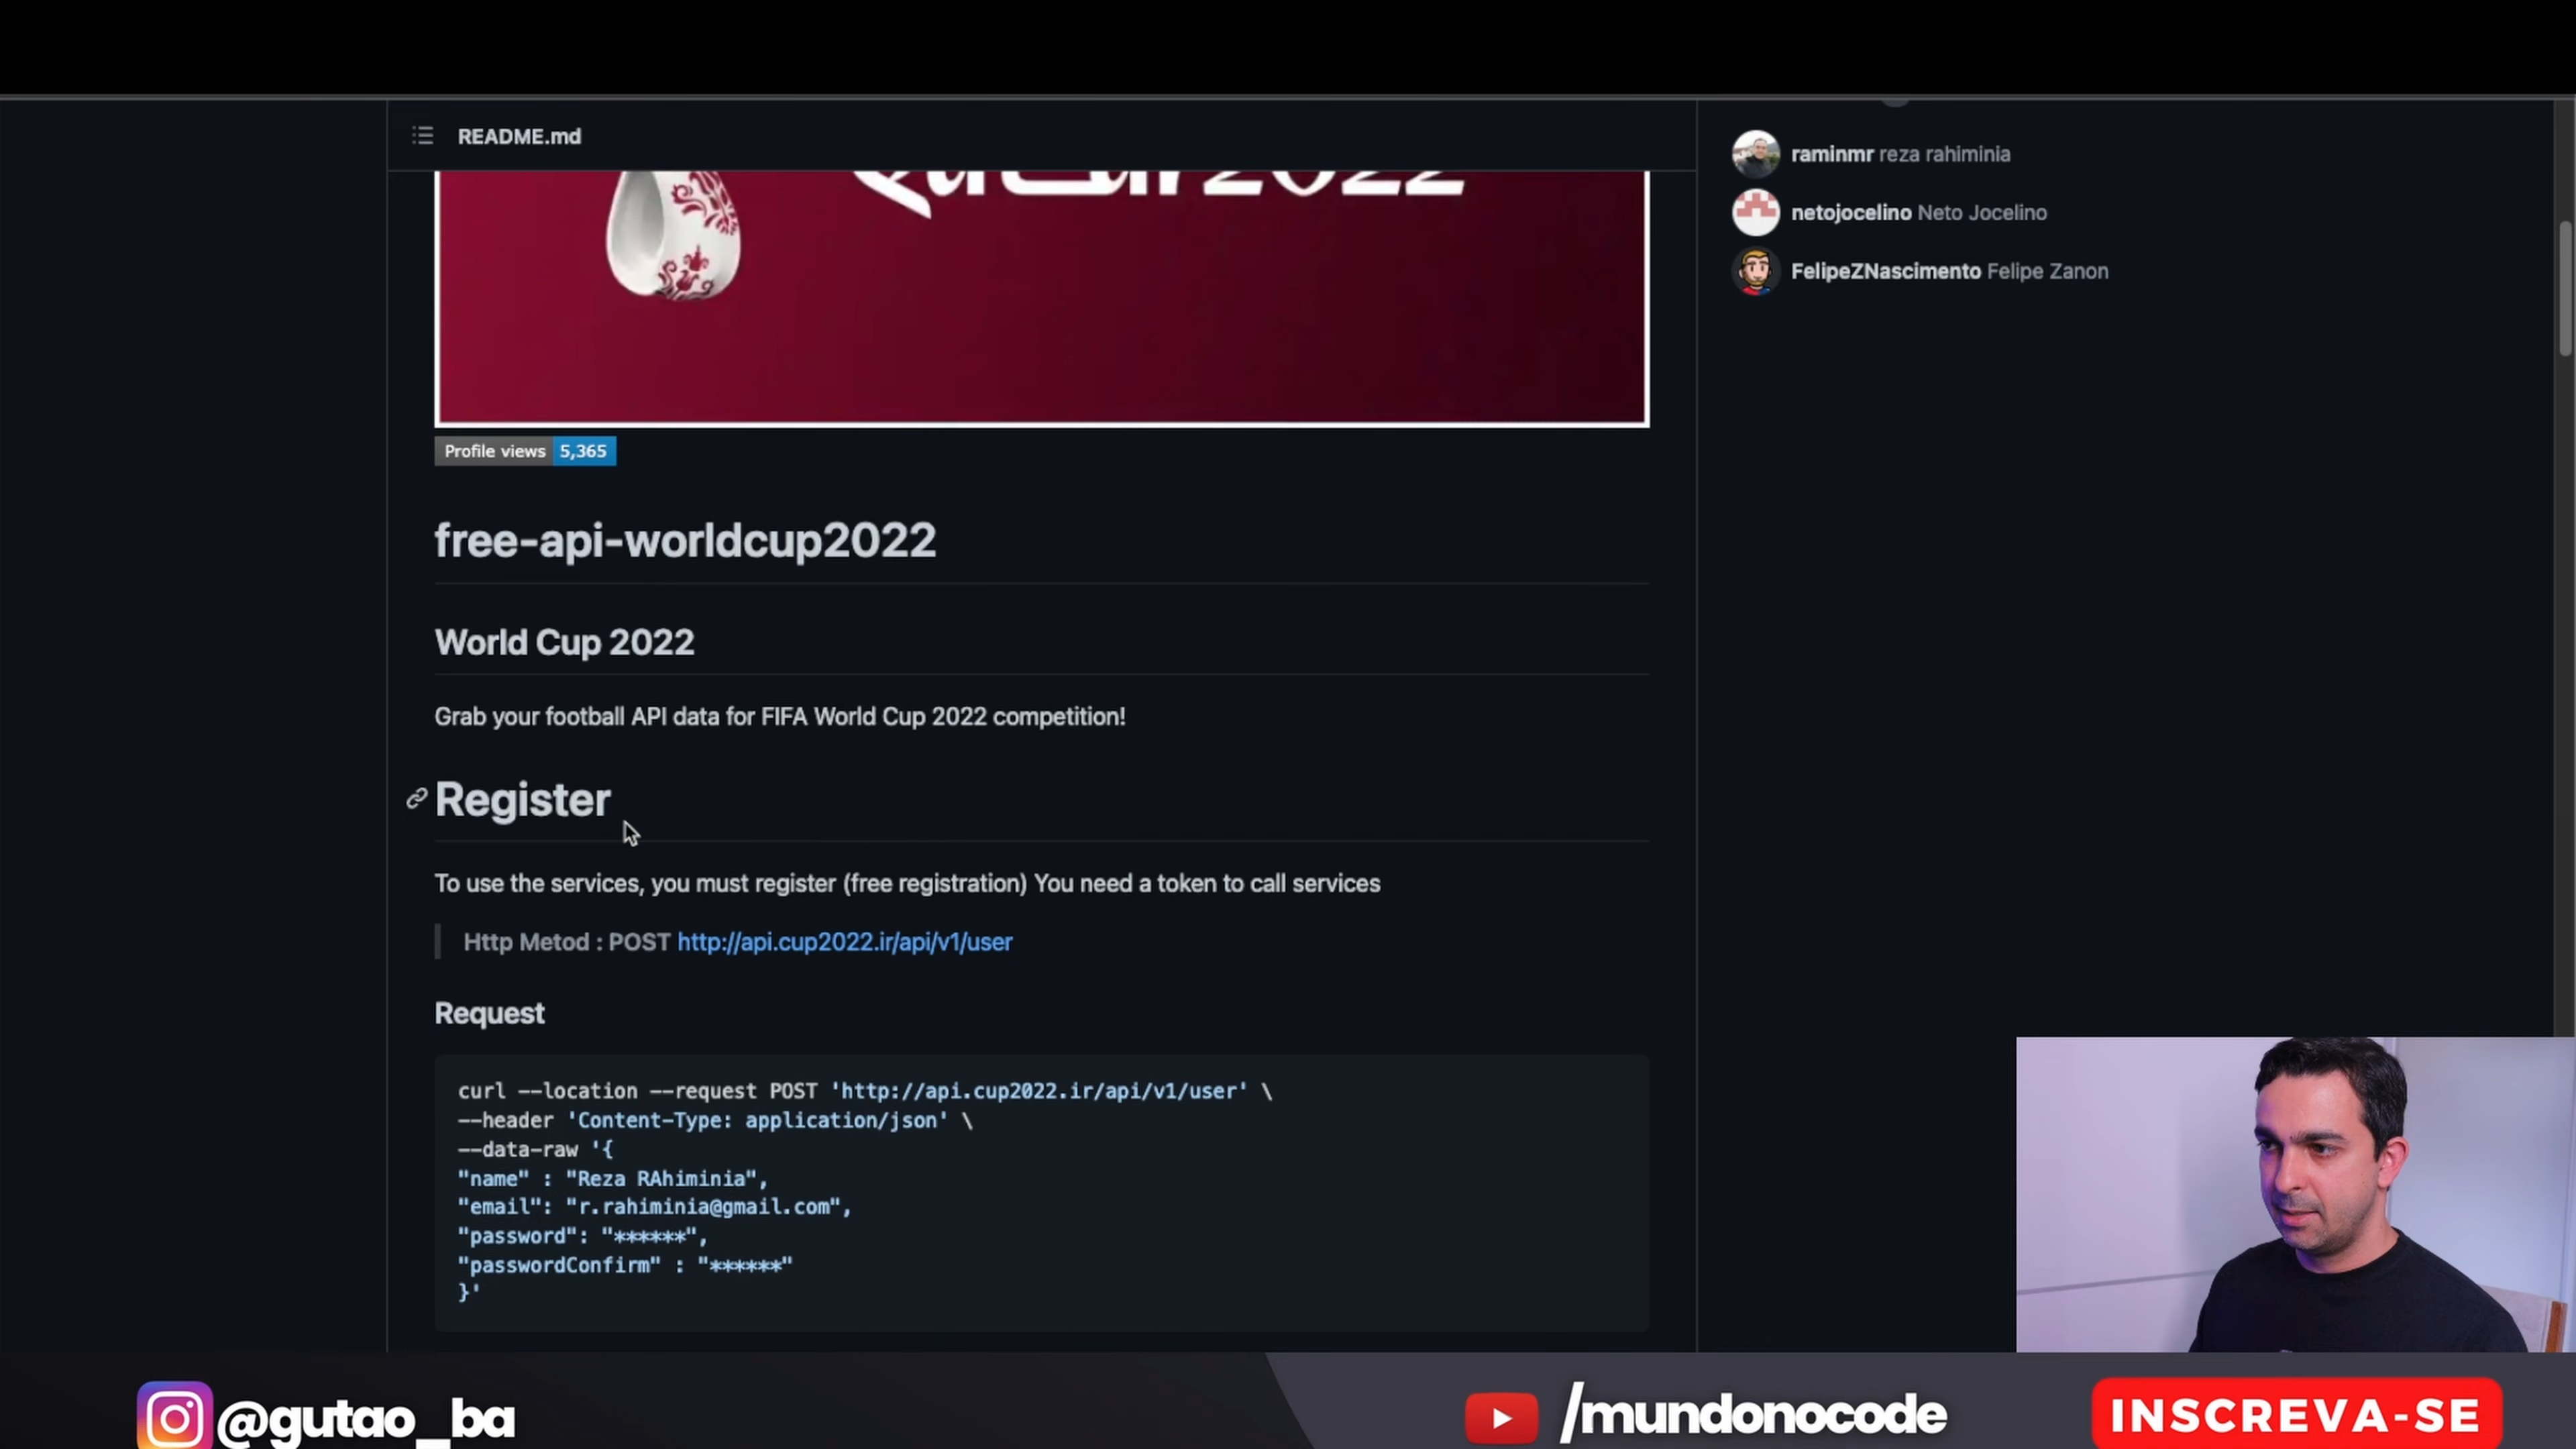 README.md
Qatar2022
Profile views 5,365
free-api-worldcup2022
World Cup 2022
Grab your football API data for FIFA World Cup 2022 competition!
Register
To use the services, you must register (free registration) You need a token to call services
Http Metod : POST http://api.cup2022.ir/api/v1/user
Request
curl --location --request POST 'http://api.cup2022.ir/api/v1/user' \
--header 'Content-Type: application/json' \
--data-raw '{
"name" : "Reza RAhiminia",
"email": "r.rahiminia@gmail.com",
"password": "******",
"passwordConfirm" : "******"
}'
raminmr reza rahiminia
netojocelino Neto Jocelino
FelipeZNascimento Felipe Zanon
@gutao_ba
/mundonocode
INSCREVA-SE